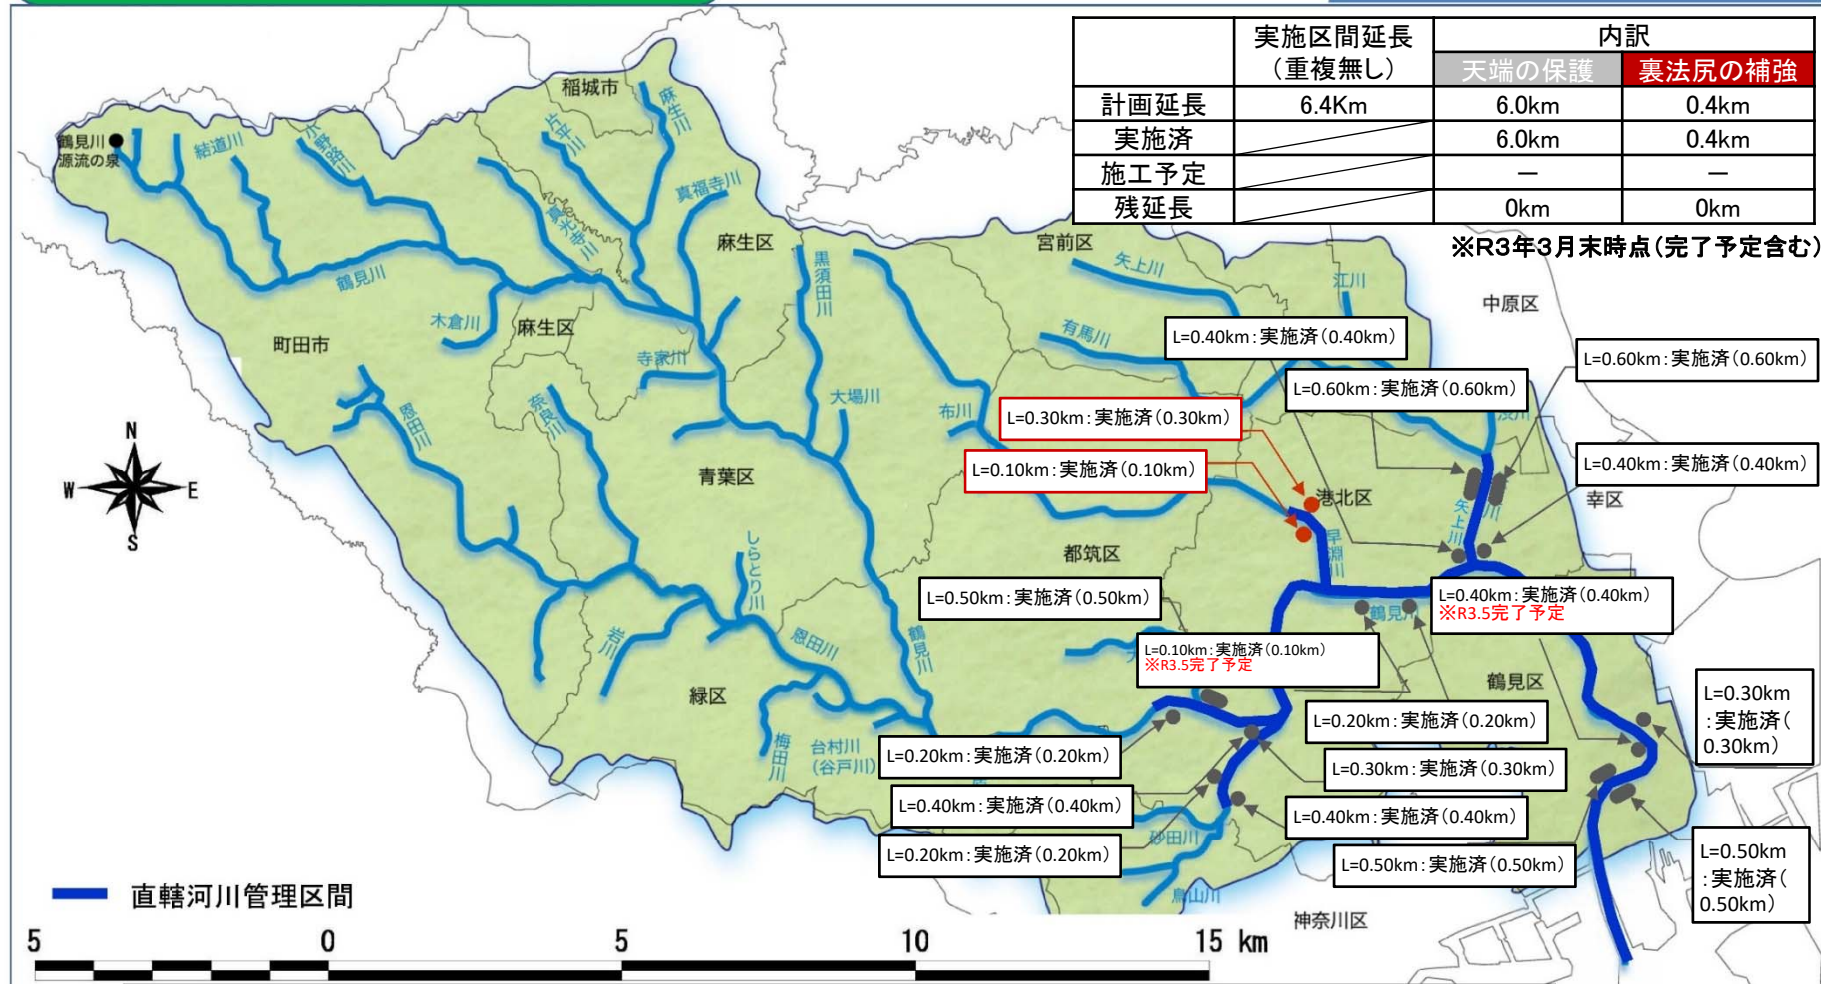 実施区間延長
(重複無し)
内訳
天端の保護
裏法尻の補強
計画延長 6.4Km 6.0km 0.4km
実施済 6.0km 0.4km
施工予定 － －
残延長 0km 0km
※R3年3月末時点(完了予定含む)
稲城市
麻生川
片平川
鶴見川
源流の泉
結道川
小野路川
真光寺川
真福寺川
麻生区
黒須田川
宮前区
矢上川
江川
中原区
鶴見川
木倉川
麻生区
町田市
有馬川
寺家川
L=0.40km：実施済(0.40km)
L=0.60km：実施済(0.60km)
L=0.60km：実施済(0.60km)
恩田川
奈良川
大場川
布川
L=0.30km：実施済(0.30km)
L=0.10km：実施済(0.10km)
L=0.40km：実施済(0.40km)
N
W
E
S
青葉区
港北区
幸区
矢上川
川
早淵川
しらとり川
都筑区
L=0.50km：実施済(0.50km)
L=0.40km：実施済(0.40km)
※R3.5完了予定
鶴見川
岩川
恩田川
鶴見川
L=0.10km：実施済(0.10km)
※R3.5完了予定
緑区
鶴見区
L=0.30km
：実施済(
0.30km)
L=0.20km：実施済(0.20km)
梅田川
台村川
(谷戸川)
L=0.20km：実施済(0.20km)
L=0.30km：実施済(0.30km)
L=0.40km：実施済(0.40km)
L=0.40km：実施済(0.40km)
砂田川
L=0.20km：実施済(0.20km)
L=0.50km：実施済(0.50km)
L=0.50km
：実施済(
0.50km)
鳥山川
直轄河川管理区間
神奈川区
5 0 5 10 15 km